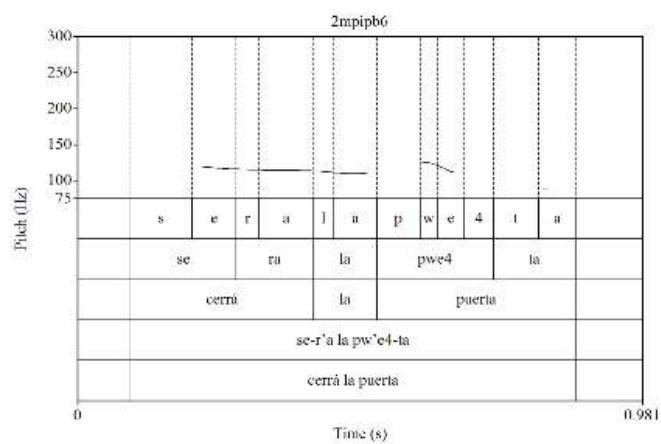 2mpipb6
300
250
200
150
100
75
Pitch (Hz)
s e r a l a p w e 4 t a
se ra la pwe4 ta
cerrá la puerta
se-r'a la pw'e4-ta
cerrá la puerta
0 0.981
Time (s)